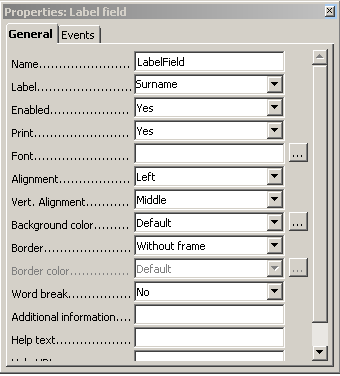 Properties: Label field
General Events
Name..................... LabelField
Label..................... Surname
Enabled.................. Yes
Print....................... Yes
Font....................... ...
Alignment................ Left
Vert. Alignment........ Middle
Background color...... Default ...
Border..................... Without frame
Border color............. Default ...
Word break.............. No
Additional information....
Help text.................